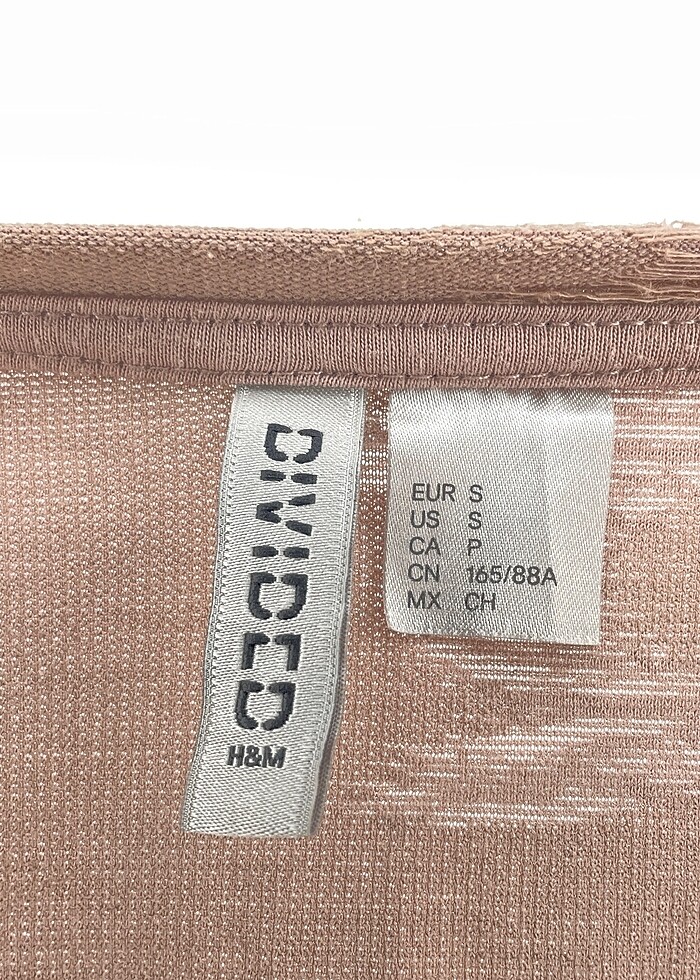 DIVIDED
H&M
EUR S
US S
CA P
CN 165/88A
MX CH